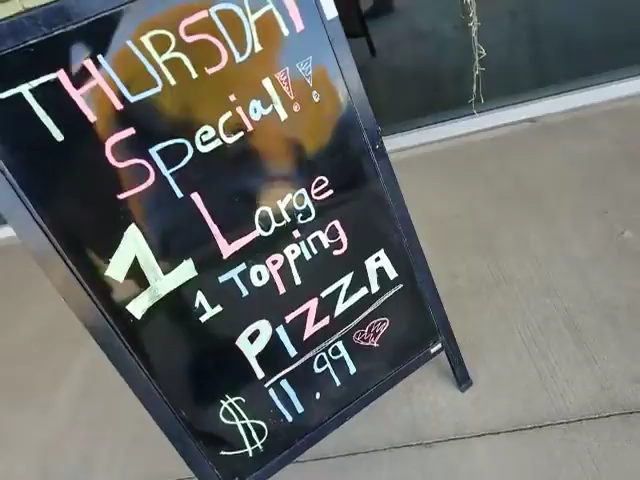 THURSDAY
Special!!
1 Large
1 Topping
PIZZA
$11.99